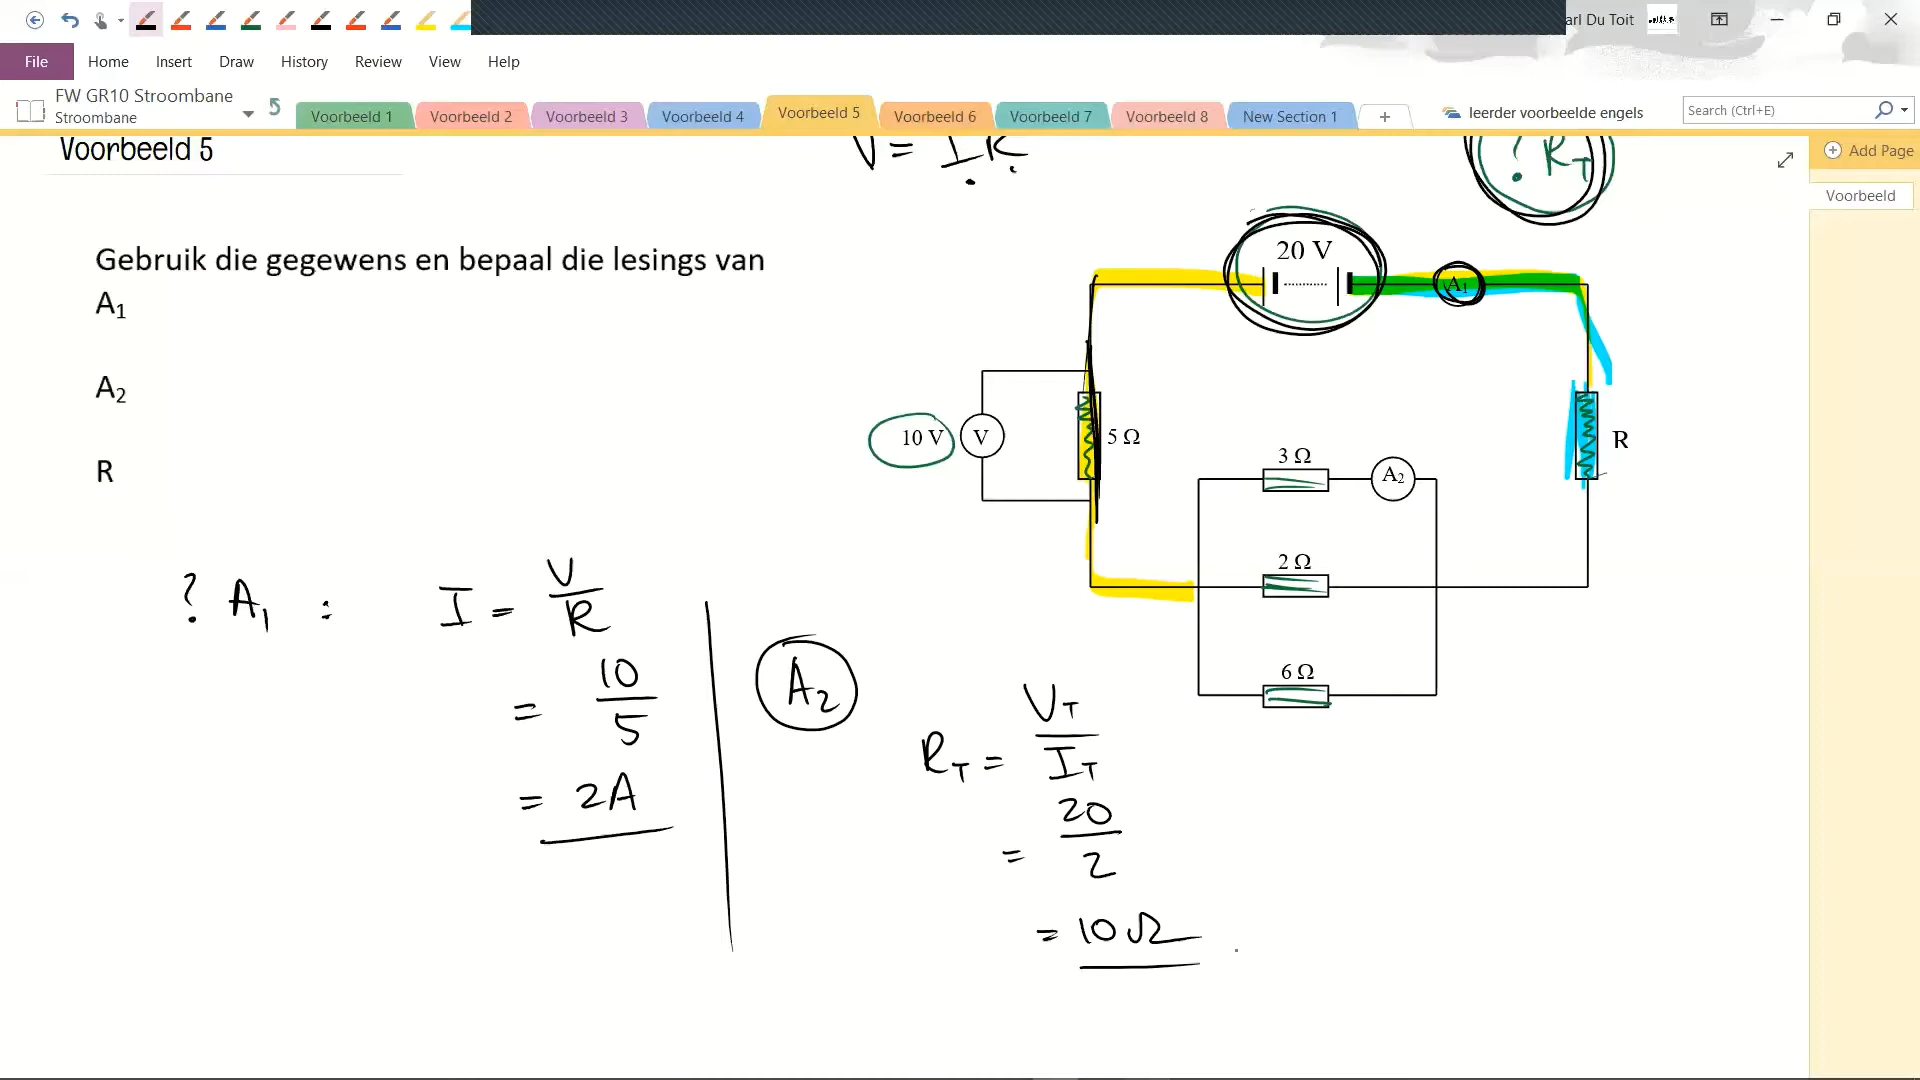 arl Du Toit
File Home Insert Draw History Review View Help
FW GR10 Stroombane
Stroombane
Voorbeeld 1 Voorbeeld 2 Voorbeeld 3 Voorbeeld 4 Voorbeeld 5 Voorbeeld 6 Voorbeeld 7 Voorbeeld 8 New Section 1 +
leerder voorbeelde engels
Search (Ctrl+E)
Add Page
Voorbeeld
Voorbeeld 5
V = IR
? R_T
Gebruik die gegewens en bepaal die lesings van
A₁
A₂
R
20 V
A₁
10 V
V
5 Ω
R
3 Ω
A₂
2 Ω
6 Ω
? A₁ : I = V/R
= 10/5
= 2A
A₂
R_T = V_T/I_T
= 20/2
= 10Ω